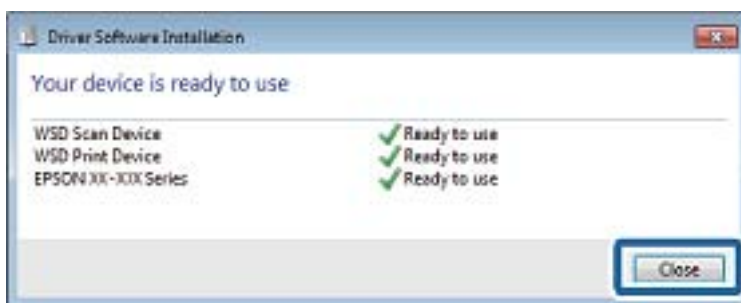 Driver Software Installation
Your device is ready to use
WSD Scan Device Ready to use
WSD Print Device Ready to use
EPSON XX-XXX Series Ready to use
Close